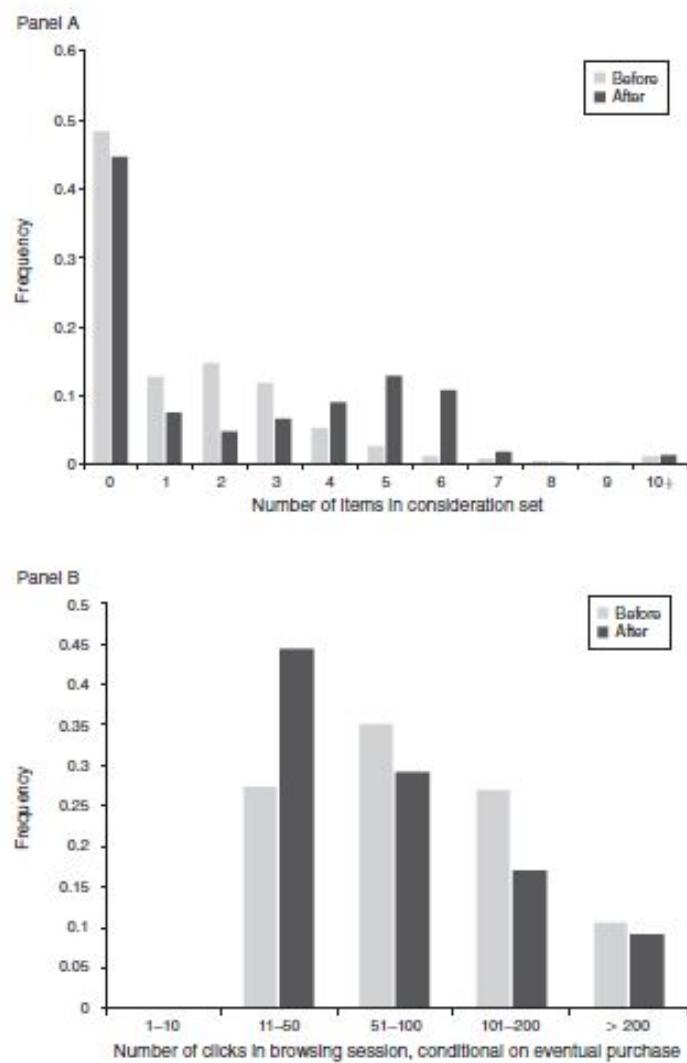 Panel A
0.6
0.5
0.4
0.3
0.2
0.1
0
Frequency
Before
After
0 1 2 3 4 5 6 7 8 9 10+
Number of items in consideration set
Panel B
0.5
0.45
0.4
0.35
0.3
0.25
0.2
0.15
0.1
0.05
0
Frequency
Before
After
1–10 11–50 51–100 101–200 > 200
Number of clicks in browsing session, conditional on eventual purchase